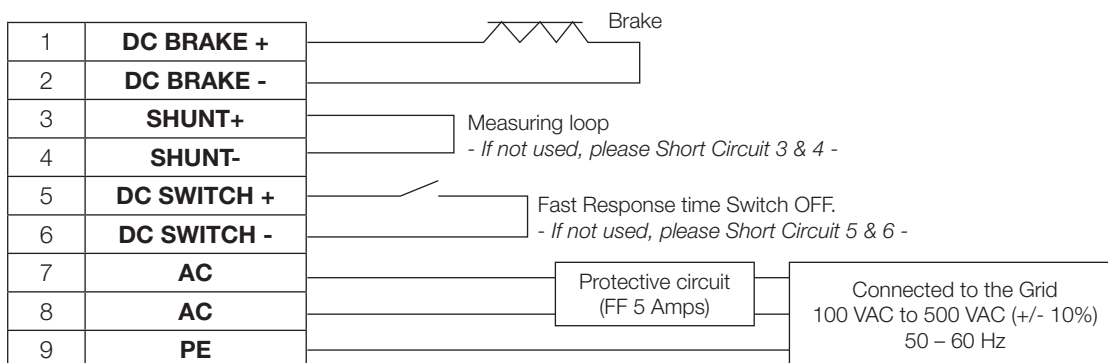 Brake
1 DC BRAKE +
2 DC BRAKE -
3 SHUNT+
Measuring loop
4 SHUNT-
- If not used, please Short Circuit 3 & 4 -
5 DC SWITCH +
Fast Response time Switch OFF.
6 DC SWITCH -
- If not used, please Short Circuit 5 & 6 -
7 AC
8 AC
9 PE
Protective circuit
(FF 5 Amps)
Connected to the Grid
100 VAC to 500 VAC (+/- 10%)
50 – 60 Hz